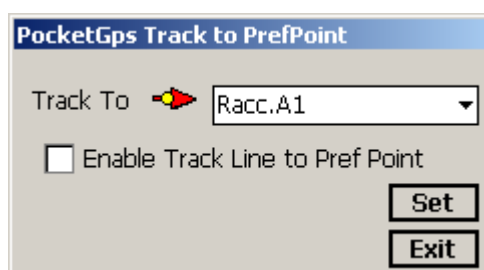 PocketGps Track to PrefPoint
Track To Racc.A1
Enable Track Line to Pref Point
Set
Exit